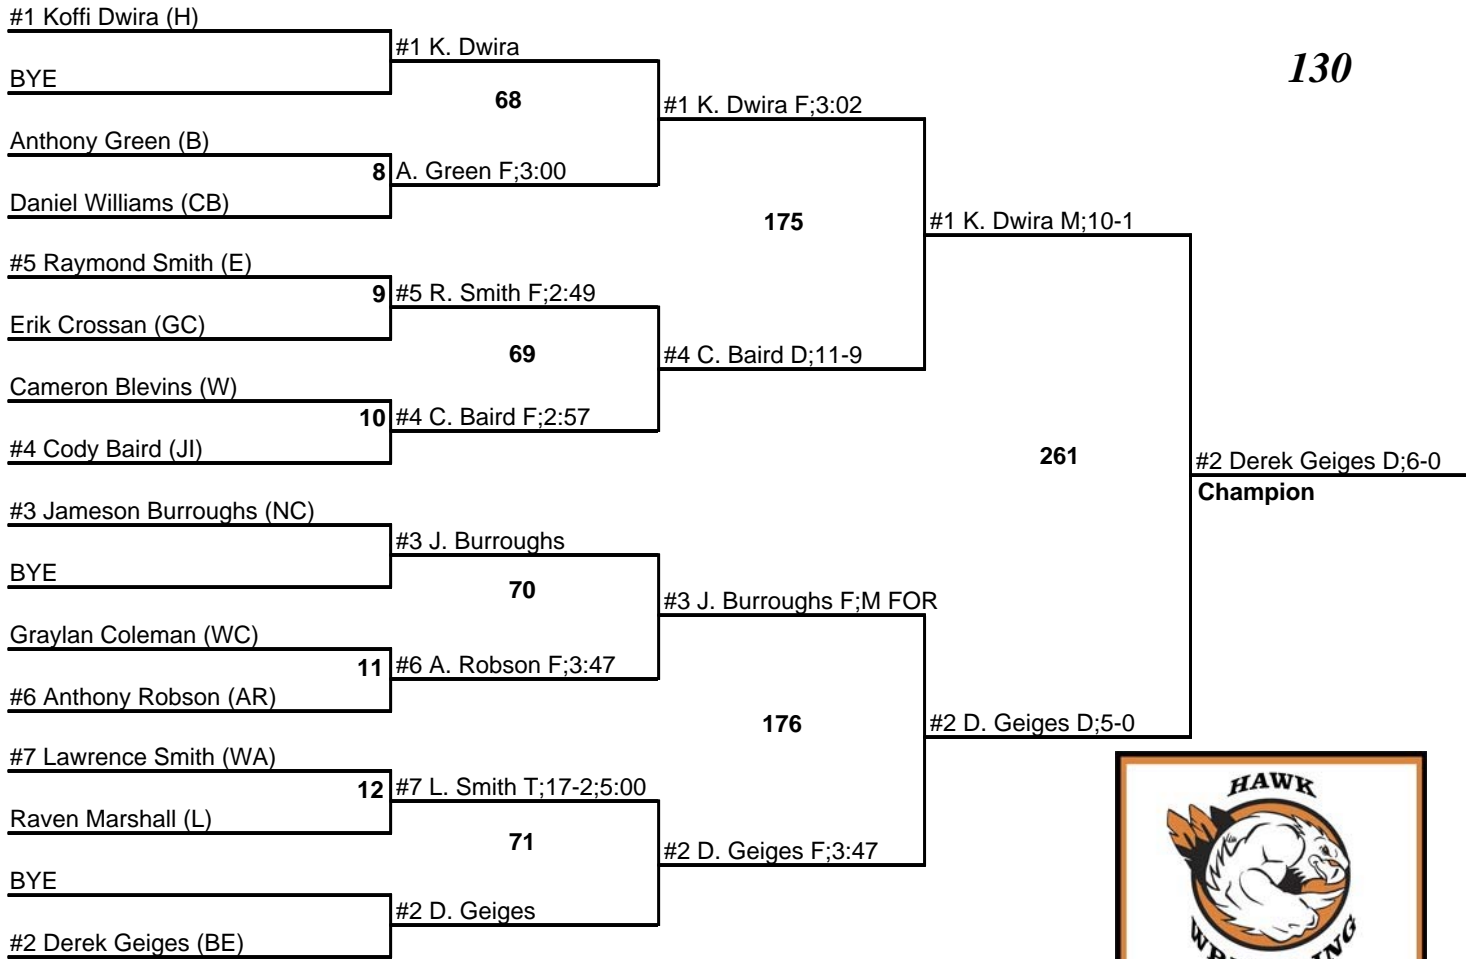 #1 Koffi Dwira (H)
#1 K. Dwira
130
BYE
68
#1 K. Dwira F;3:02
Anthony Green (B)
8
A. Green F;3:00
Daniel Williams (CB)
175
#1 K. Dwira M;10-1
#5 Raymond Smith (E)
9
#5 R. Smith F;2:49
Erik Crossan (GC)
69
#4 C. Baird D;11-9
Cameron Blevins (W)
10
#4 C. Baird F;2:57
#4 Cody Baird (JI)
261
#2 Derek Geiges D;6-0
Champion
#3 Jameson Burroughs (NC)
#3 J. Burroughs
BYE
70
#3 J. Burroughs F;M FOR
Graylan Coleman (WC)
11
#6 A. Robson F;3:47
#6 Anthony Robson (AR)
176
#2 D. Geiges D;5-0
#7 Lawrence Smith (WA)
12
#7 L. Smith T;17-2;5:00
Raven Marshall (L)
71
#2 D. Geiges F;3:47
BYE
#2 D. Geiges
#2 Derek Geiges (BE)
HAWK
WRESTLING